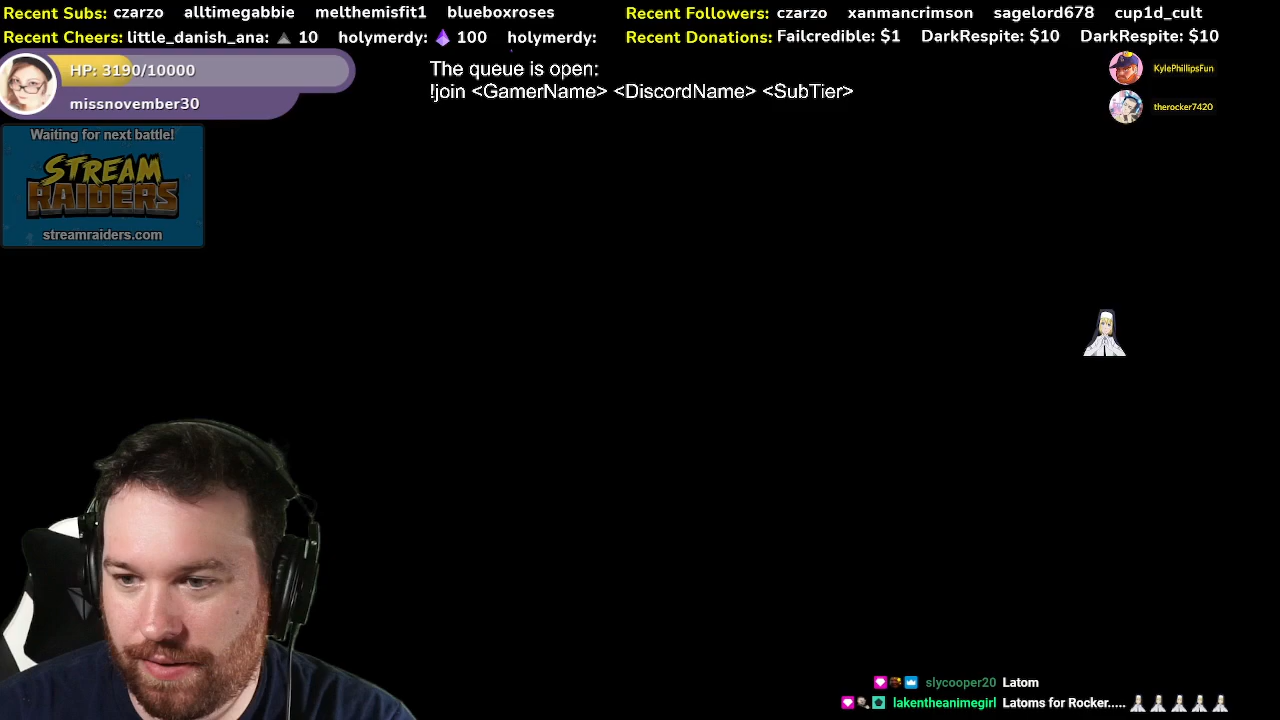 Recent Subs: czarzo alltimegabbie melthemisfit1 blueboxroses
Recent Followers: czarzo xanmancrimson sagelord678 cup1d_cult
Recent Cheers: little_danish_ana: 10 holymerdy: 100 holymerdy:
Recent Donations: Failcredible: $1 DarkRespite: $10 DarkRespite: $10
HP: 3190/10000
missnovember30
The queue is open:
!join <GamerName> <DiscordName> <SubTier>
KylePhillipsFun
therocker7420
Waiting for next battle!
STREAM
RAIDERS
streamraiders.com
slycooper20 Latom
lakentheanimegirl Latoms for Rocker.....